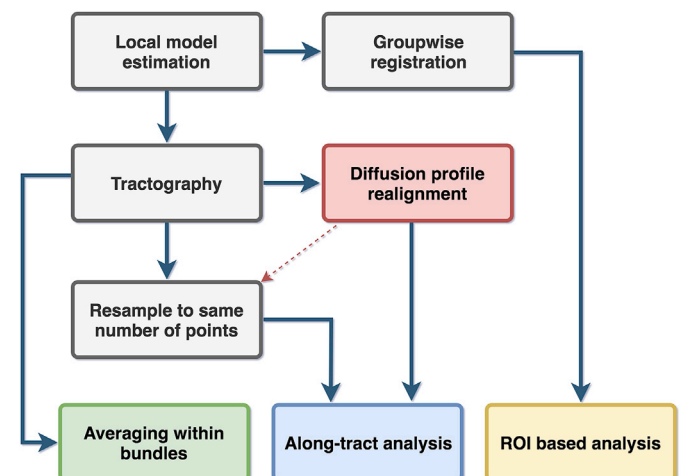 Local model
estimation
Groupwise
registration
Tractography
Diffusion profile
realignment
Resample to same
number of points
Averaging within
bundles
Along-tract analysis
ROI based analysis